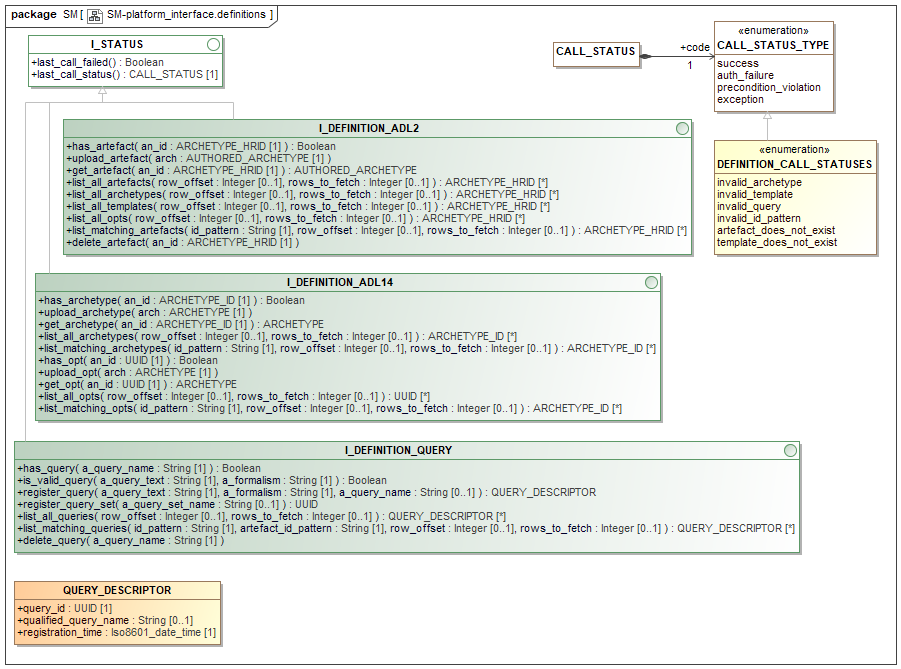 package SM [ SM-platform_interface.definitions ]
I_STATUS
+last_call_failed() : Boolean
+last_call_status() : CALL_STATUS [1]
CALL_STATUS
+code
1
«enumeration»
CALL_STATUS_TYPE
success
auth_failure
precondition_violation
exception
I_DEFINITION_ADL2
+has_artefact( an_id : ARCHETYPE_HRID [1] ) : Boolean
+upload_artefact( arch : AUTHORED_ARCHETYPE [1] )
+get_artefact( an_id : ARCHETYPE_HRID [1] ) : AUTHORED_ARCHETYPE
+list_all_artefacts( row_offset : Integer [0..1], rows_to_fetch : Integer [0..1] ) : ARCHETYPE_HRID [*]
+list_all_archetypes( row_offset : Integer [0..1], rows_to_fetch : Integer [0..1] ) : ARCHETYPE_HRID [*]
+list_all_templates( row_offset : Integer [0..1], rows_to_fetch : Integer [0..1] ) : ARCHETYPE_HRID [*]
+list_all_opts( row_offset : Integer [0..1], rows_to_fetch : Integer [0..1] ) : ARCHETYPE_HRID [*]
+list_matching_artefacts( id_pattern : String [1], row_offset : Integer [0..1], rows_to_fetch : Integer [0..1] ) : ARCHETYPE_HRID [*]
+delete_artefact( an_id : ARCHETYPE_HRID [1] )
«enumeration»
DEFINITION_CALL_STATUSES
invalid_archetype
invalid_template
invalid_query
invalid_id_pattern
artefact_does_not_exist
template_does_not_exist
I_DEFINITION_ADL14
+has_archetype( an_id : ARCHETYPE_ID [1] ) : Boolean
+upload_archetype( arch : ARCHETYPE [1] )
+get_archetype( an_id : ARCHETYPE_ID [1] ) : ARCHETYPE
+list_all_archetypes( row_offset : Integer [0..1], rows_to_fetch : Integer [0..1] ) : ARCHETYPE_ID [*]
+list_matching_archetypes( id_pattern : String [1], row_offset : Integer [0..1], rows_to_fetch : Integer [0..1] ) : ARCHETYPE_ID [*]
+has_opt( an_id : UUID [1] ) : Boolean
+upload_opt( arch : ARCHETYPE [1] )
+get_opt( an_id : UUID [1] ) : ARCHETYPE
+list_all_opts( row_offset : Integer [0..1], rows_to_fetch : Integer [0..1] ) : UUID [*]
+list_matching_opts( id_pattern : String [1], row_offset : Integer [0..1], rows_to_fetch : Integer [0..1] ) : ARCHETYPE_ID [*]
I_DEFINITION_QUERY
+has_query( a_query_name : String [1] ) : Boolean
+is_valid_query( a_query_text : String [1], a_formalism : String [1] ) : Boolean
+register_query( a_query_text : String [1], a_formalism : String [1], a_query_name : String [0..1] ) : QUERY_DESCRIPTOR
+register_query_set( a_query_set_name : String [0..1] ) : UUID
+list_all_queries( row_offset : Integer [0..1], rows_to_fetch : Integer [0..1] ) : QUERY_DESCRIPTOR [*]
+list_matching_queries( id_pattern : String [1], artefact_id_pattern : String [1], row_offset : Integer [0..1], rows_to_fetch : Integer [0..1] ) : QUERY_DESCRIPTOR [*]
+delete_query( a_query_name : String [1] )
QUERY_DESCRIPTOR
+query_id : UUID [1]
+qualified_query_name : String [0..1]
+registration_time : Iso8601_date_time [1]